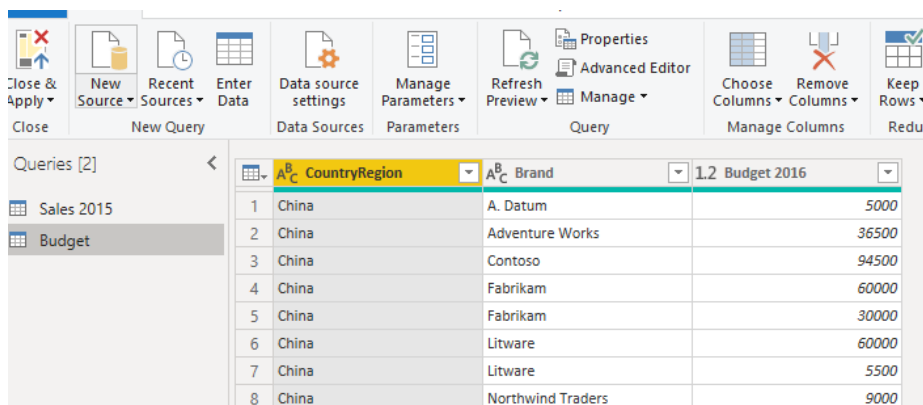 Close & Apply
New Source
Recent Sources
Enter Data
Close
New Query
Data source settings
Data Sources
Manage Parameters
Parameters
Refresh Preview
Properties
Advanced Editor
Manage
Query
Choose Columns
Remove Columns
Manage Columns
Keep Rows
Redu
Queries [2]
Sales 2015
Budget
ABC CountryRegion ABC Brand 1.2 Budget 2016
1 China A. Datum 5000
2 China Adventure Works 36500
3 China Contoso 94500
4 China Fabrikam 60000
5 China Fabrikam 30000
6 China Litware 60000
7 China Litware 5500
8 China Northwind Traders 9000